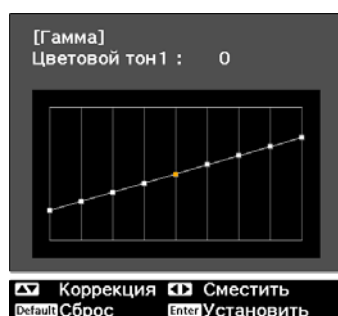 [Гамма]
Цветовой тон1 : 0
Коррекция Сместить
Default Сброс Enter Установить